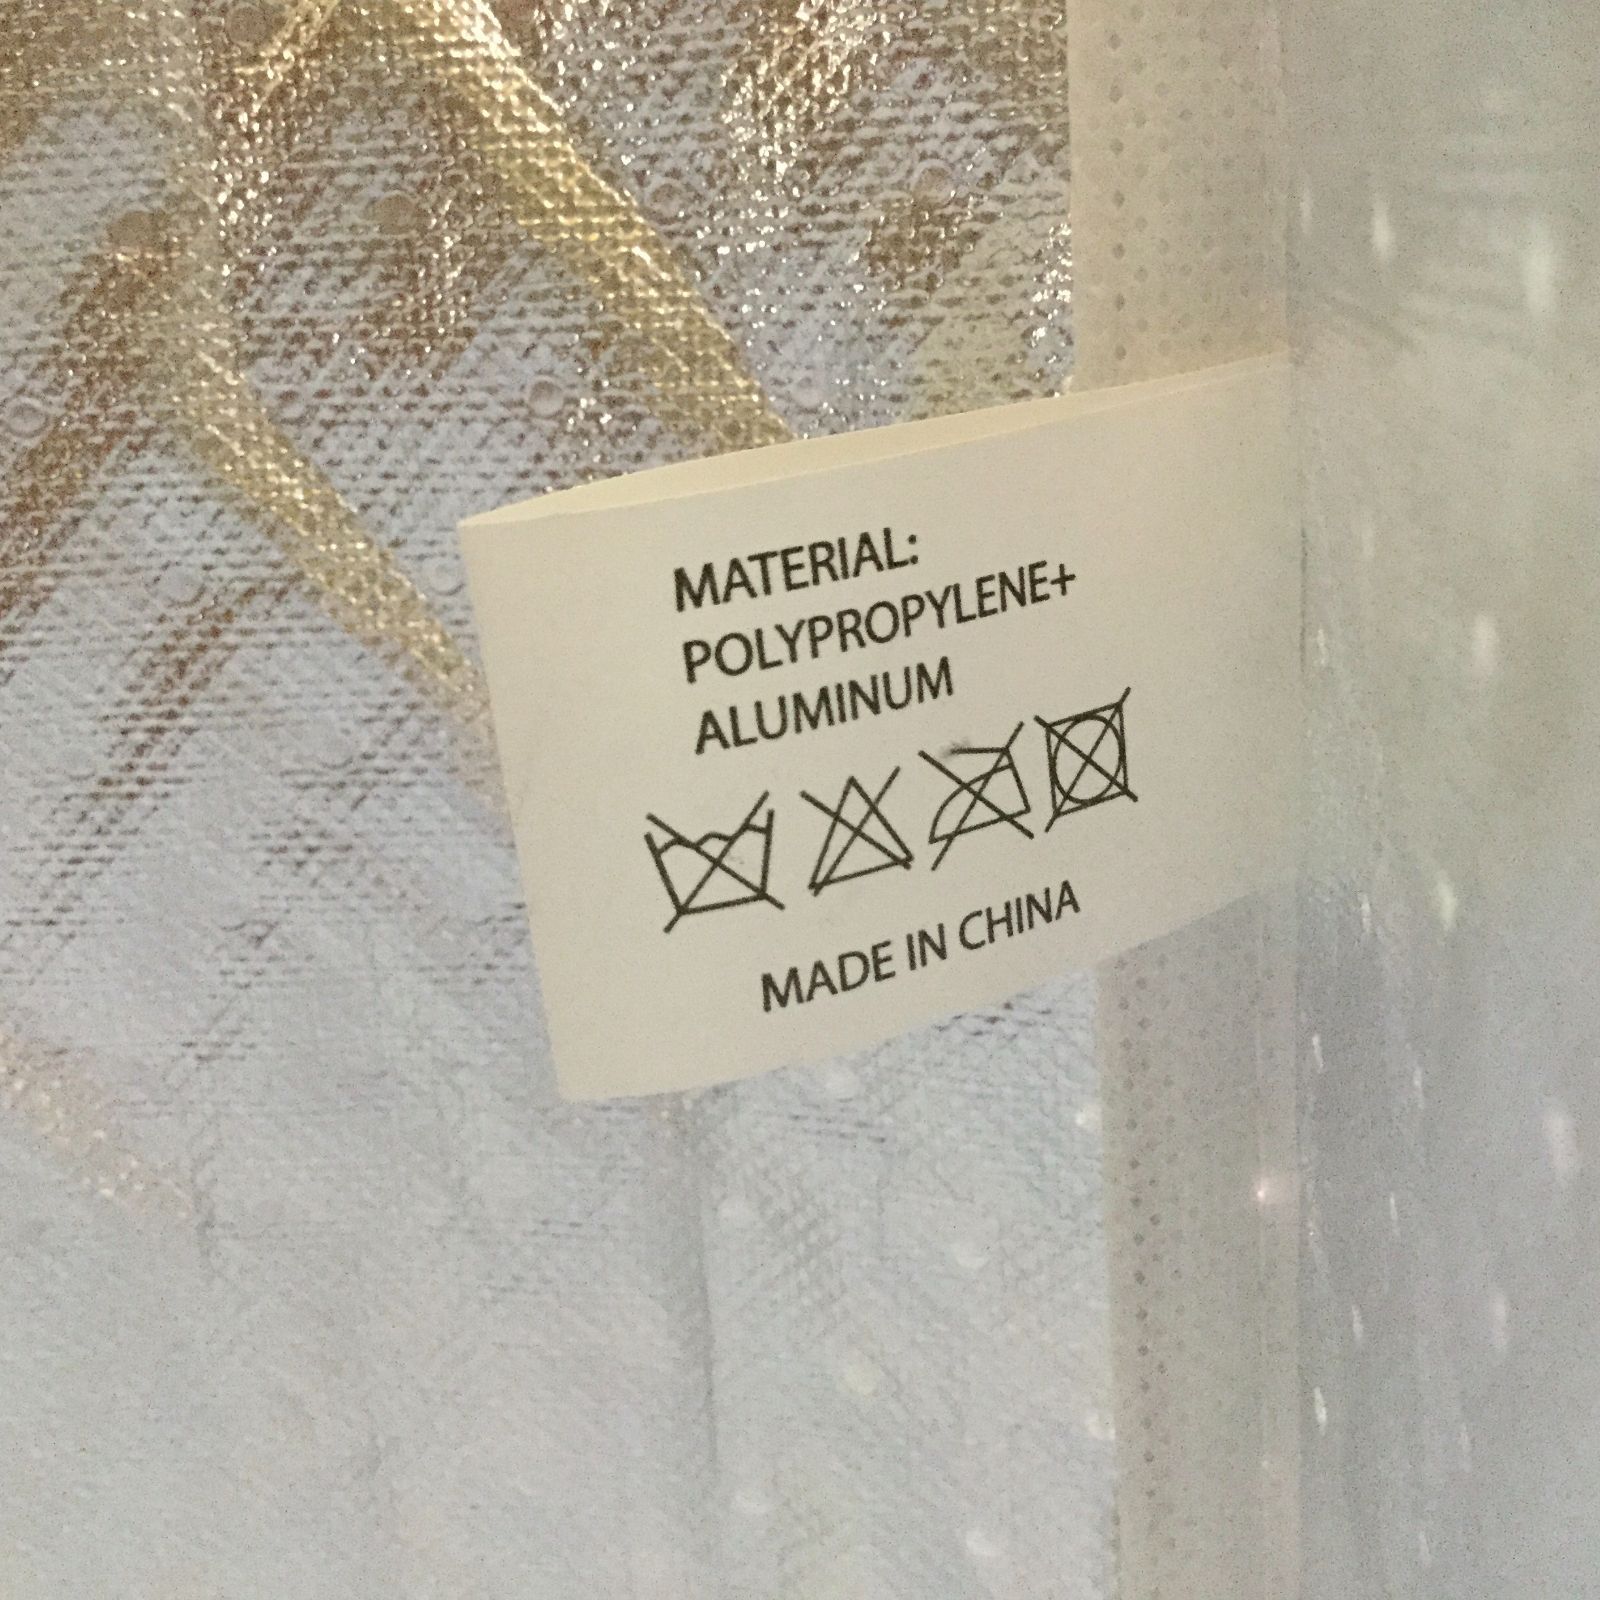 MATERIAL:
POLYPROPYLENE+
ALUMINUM
MADE IN CHINA